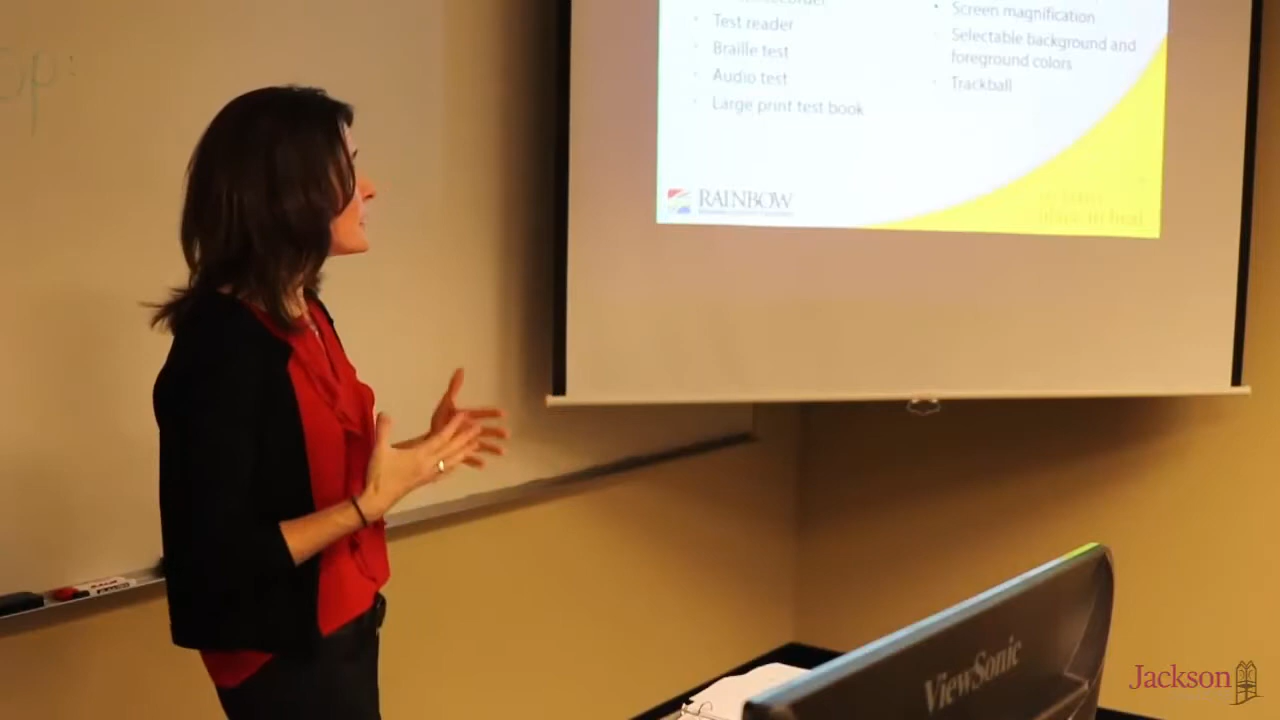 op:
Test reader
Braille test
Audio test
Large print test book
Screen magnification
Selectable background and
foreground colors
Trackball
RAINBOW
ViewSonic
Jackson